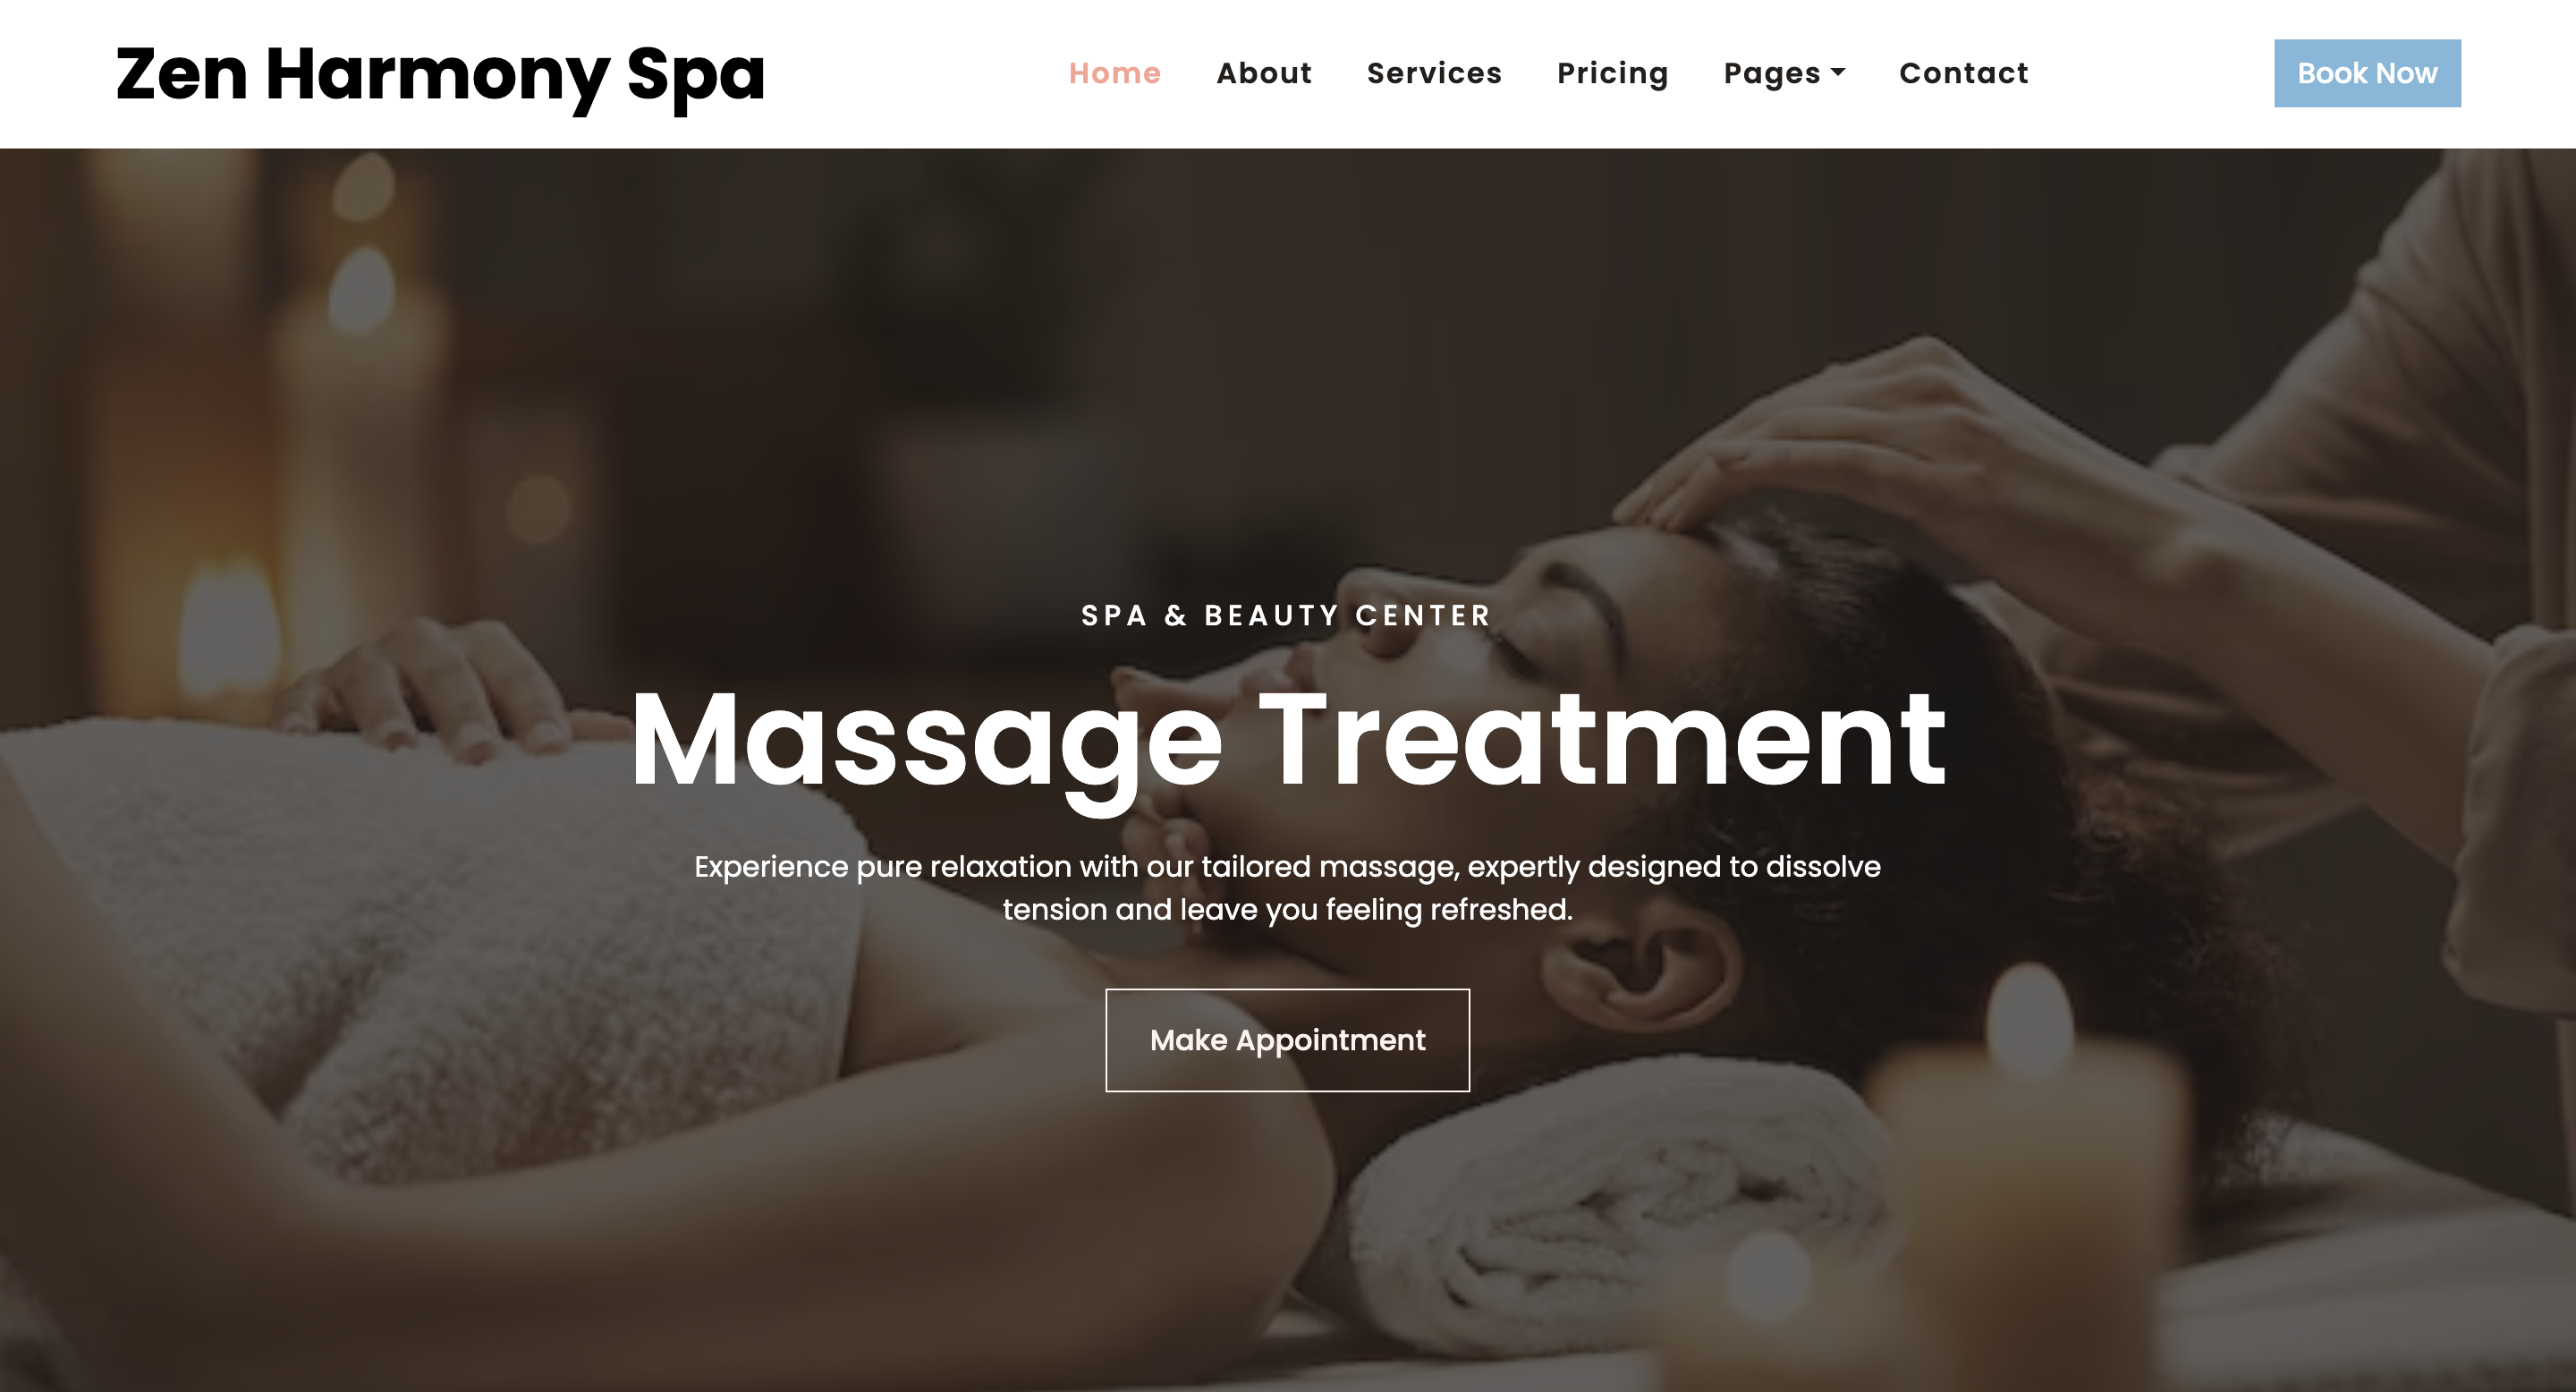 Zen Harmony Spa
Home About Services Pricing Pages Contact
Book Now
SPA & BEAUTY CENTER
Massage Treatment
Experience pure relaxation with our tailored massage, expertly designed to dissolve
tension and leave you feeling refreshed.
Make Appointment